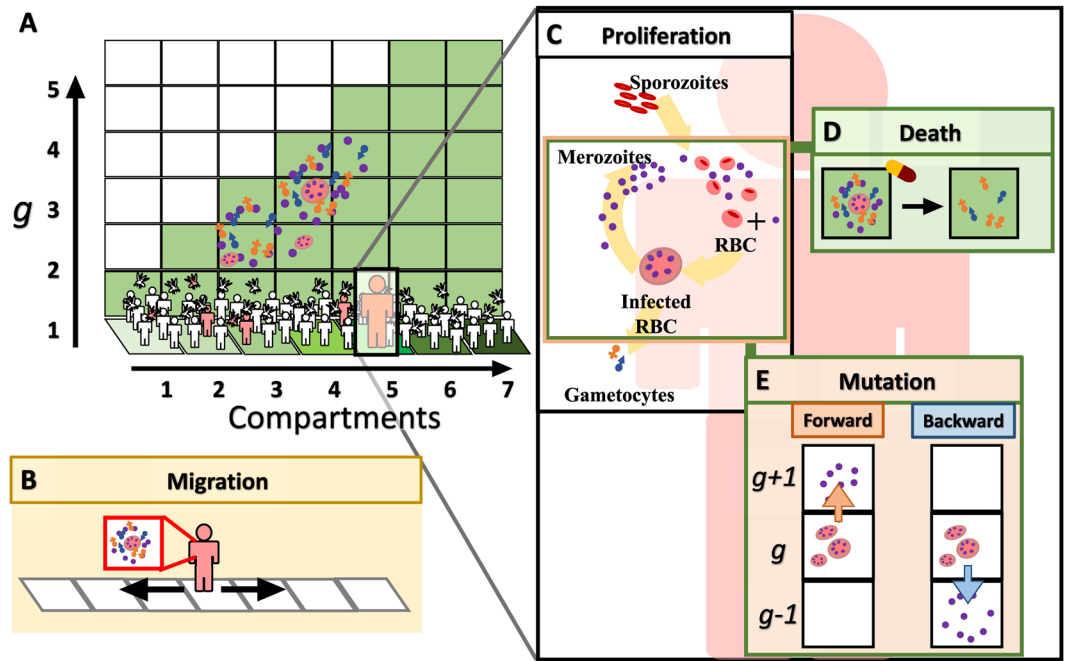 A
5
4
3
2
1
g
1 2 3 4 5 6 7
Compartments
B Migration
C Proliferation
Sporozoites
Merozoites
+
RBC
Infected
RBC
Gametocytes
D Death
E Mutation
Forward Backward
g+1
g
g-1